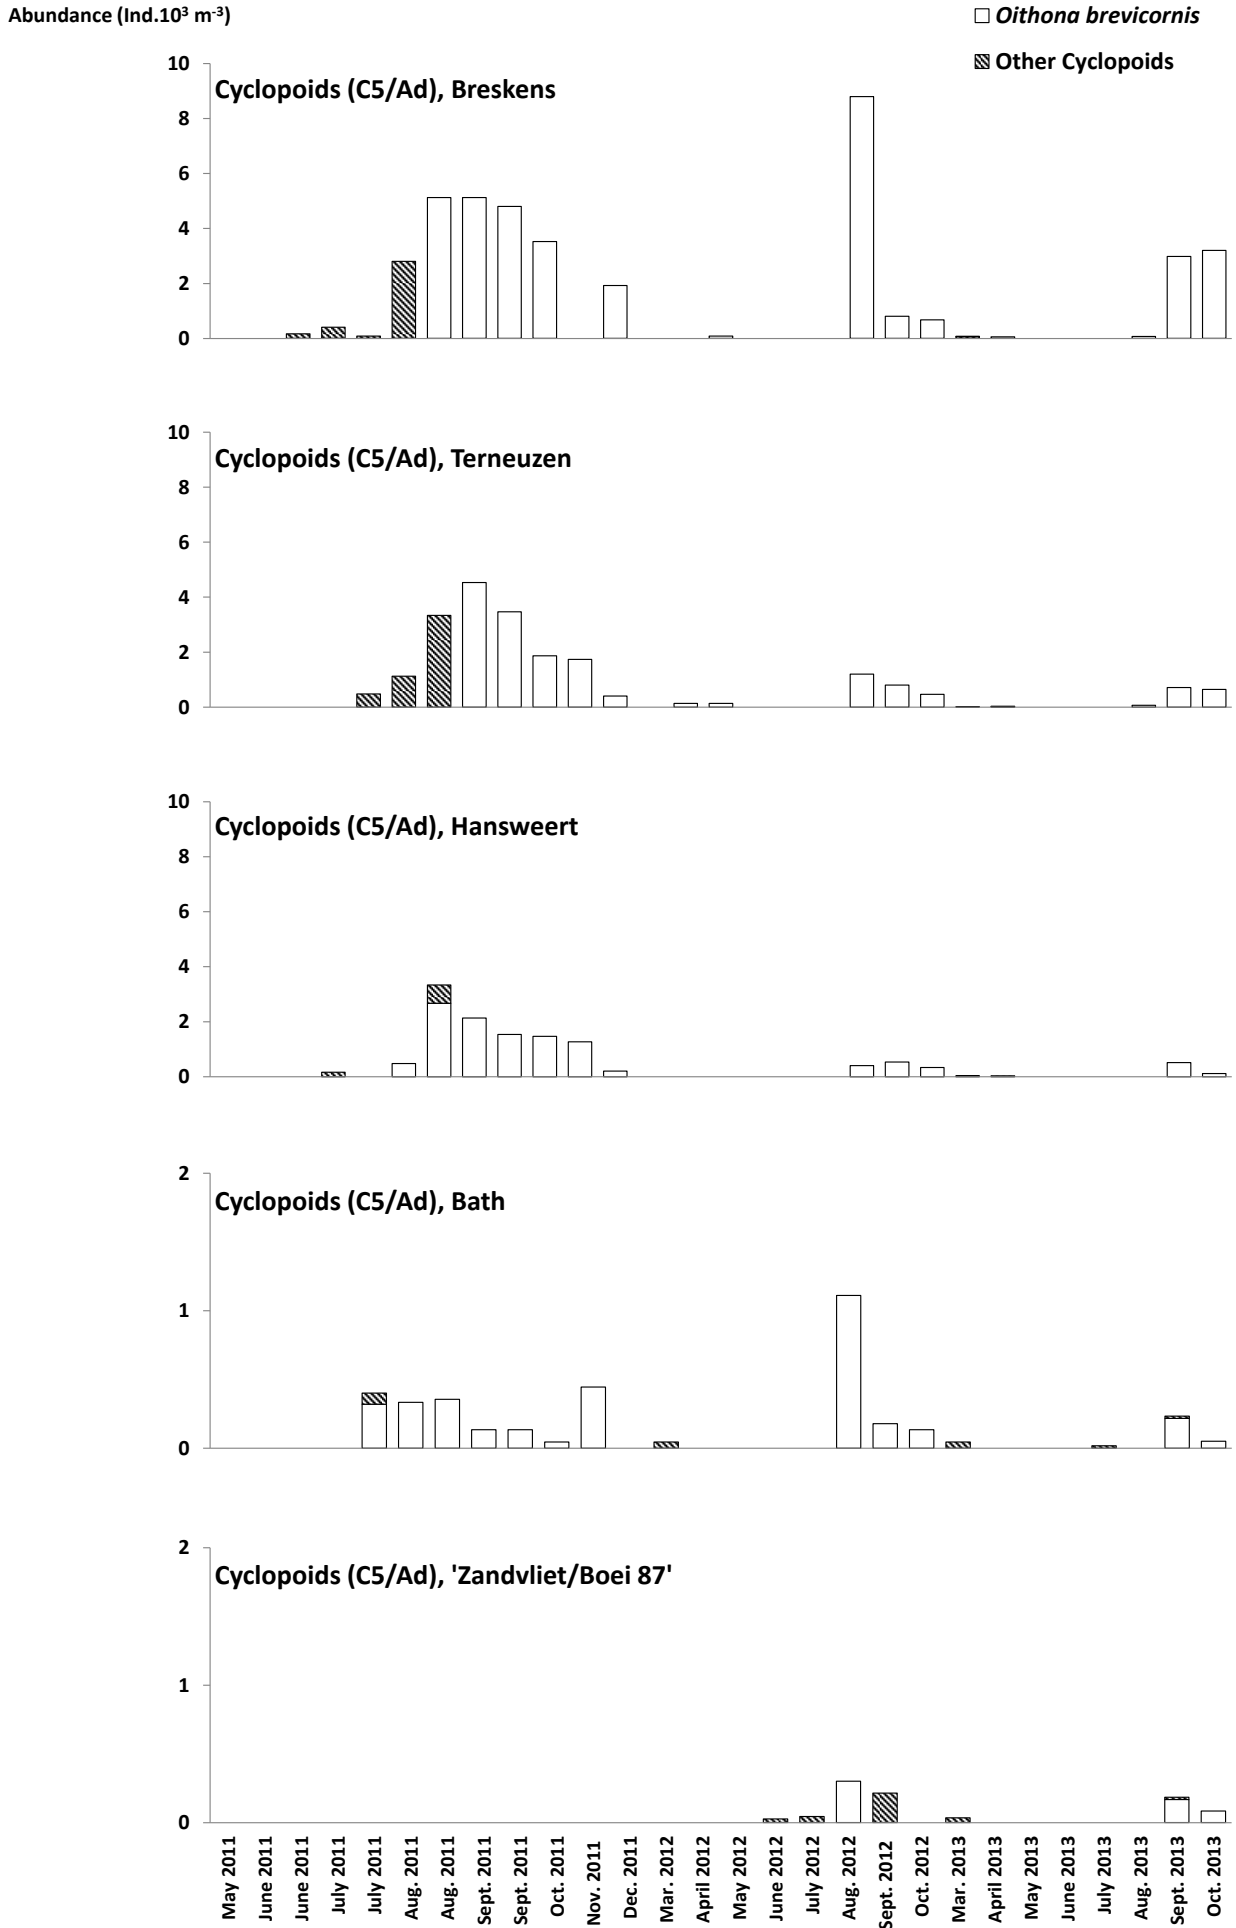 Abundance (Ind.10³ m⁻³)
Oithona brevicornis
Other Cyclopoids
Cyclopoids (C5/Ad), Breskens
10
8
6
4
2
0
Cyclopoids (C5/Ad), Terneuzen
10
8
6
4
2
0
Cyclopoids (C5/Ad), Hansweert
10
8
6
4
2
0
Cyclopoids (C5/Ad), Bath
2
1
0
Cyclopoids (C5/Ad), 'Zandvliet/Boei 87'
2
1
0
May 2011
June 2011
June 2011
July 2011
July 2011
Aug. 2011
Aug. 2011
Sept. 2011
Sept. 2011
Oct. 2011
Nov. 2011
Dec. 2011
Mar. 2012
April 2012
May 2012
June 2012
July 2012
Aug. 2012
Sept. 2012
Oct. 2012
Mar. 2013
April 2013
May 2013
June 2013
July 2013
Aug. 2013
Sept. 2013
Oct. 2013